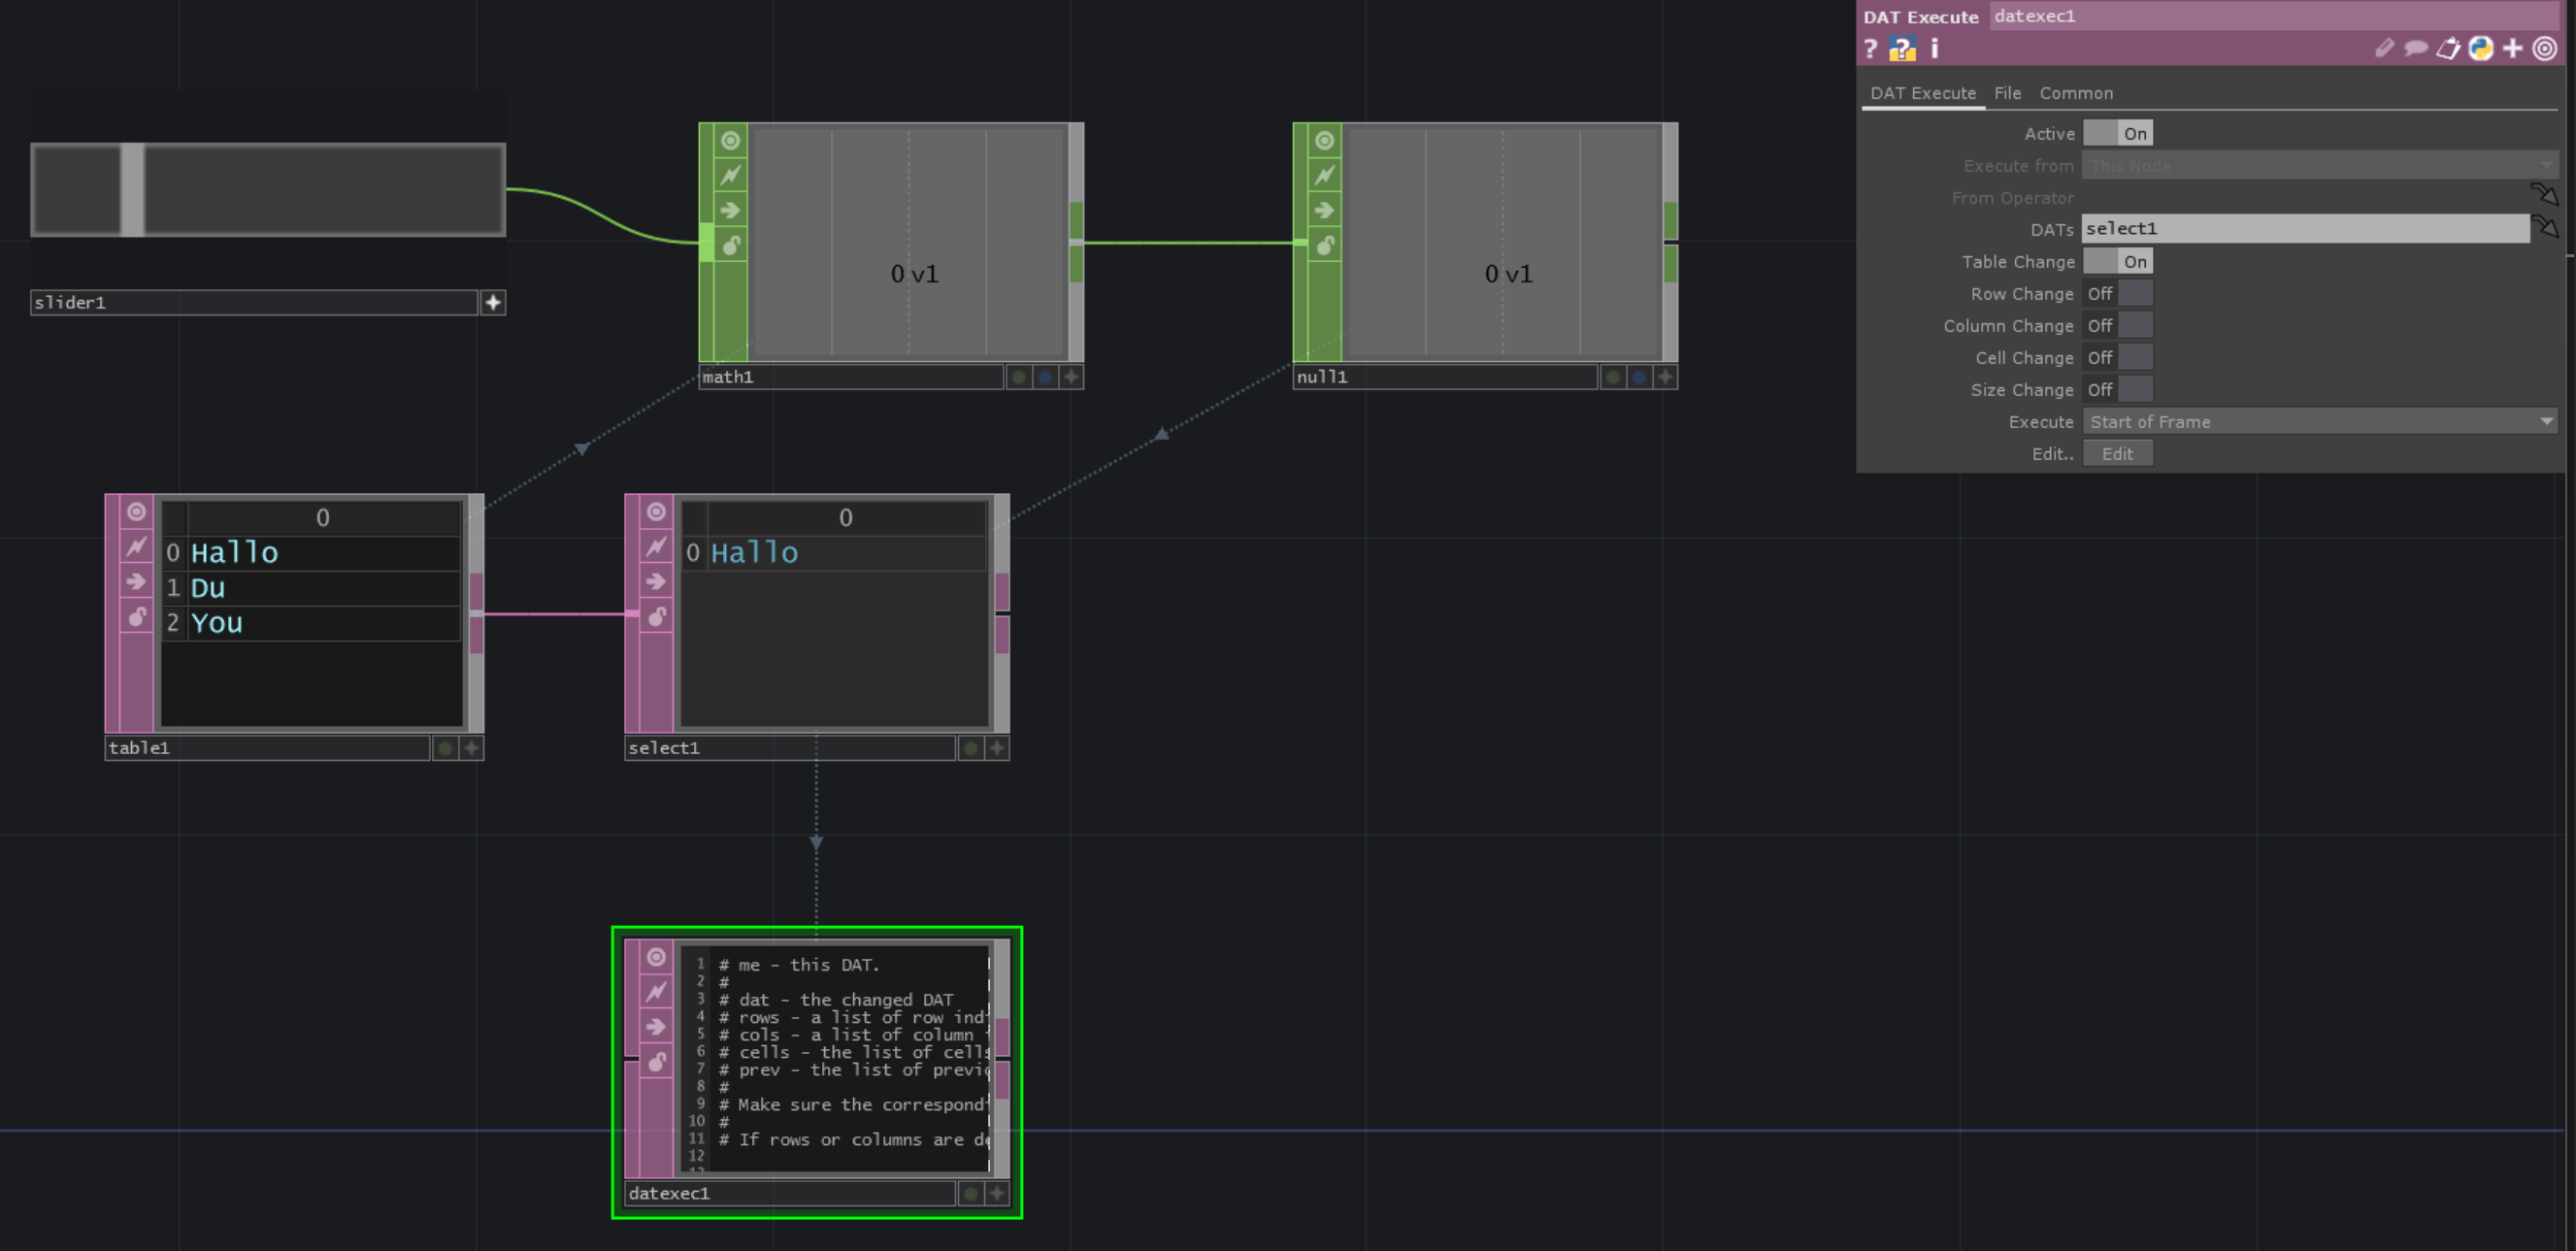 DAT Execute datexec1
? ? i
DAT Execute File Common
Active On
Execute from This Node
From Operator
DATs select1
Table Change On
Row Change Off
Column Change Off
Cell Change Off
Size Change Off
Execute Start of Frame
Edit.. Edit
slider1
0 v1
math1
0 v1
null1
0
0 Hallo
1 Du
2 You
table1
0
0 Hallo
select1
1 # me - this DAT.
2 #
3 # dat - the changed DAT
4 # rows - a list of row
5 # cols - a list of column
6 # cells - the list of
7 # prev - the list of
8 #
9 # Make sure the
10 #
11 # If rows or columns are
12
datexec1